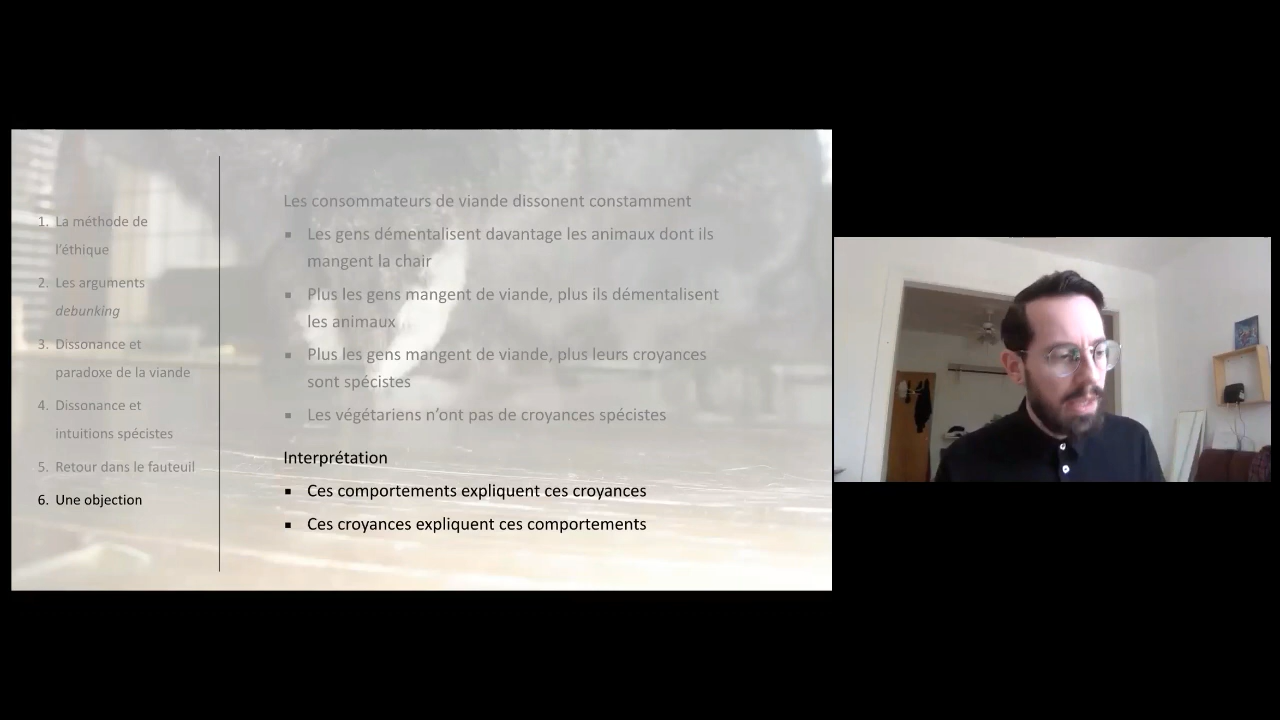 1. La méthode de
l'éthique
2. Les arguments
debunking
3. Dissonance et
paradoxe de la viande
4. Dissonance et
intuitions spécistes
5. Retour dans le fauteuil
6. Une objection
Les consommateurs de viande dissonent constamment
▪ Les gens démentalisent davantage les animaux dont ils
mangent la chair
▪ Plus les gens mangent de viande, plus ils démentalisent
les animaux
▪ Plus les gens mangent de viande, plus leurs croyances
sont spécistes
▪ Les végétariens n'ont pas de croyances spécistes
Interprétation
▪ Ces comportements expliquent ces croyances
▪ Ces croyances expliquent ces comportements